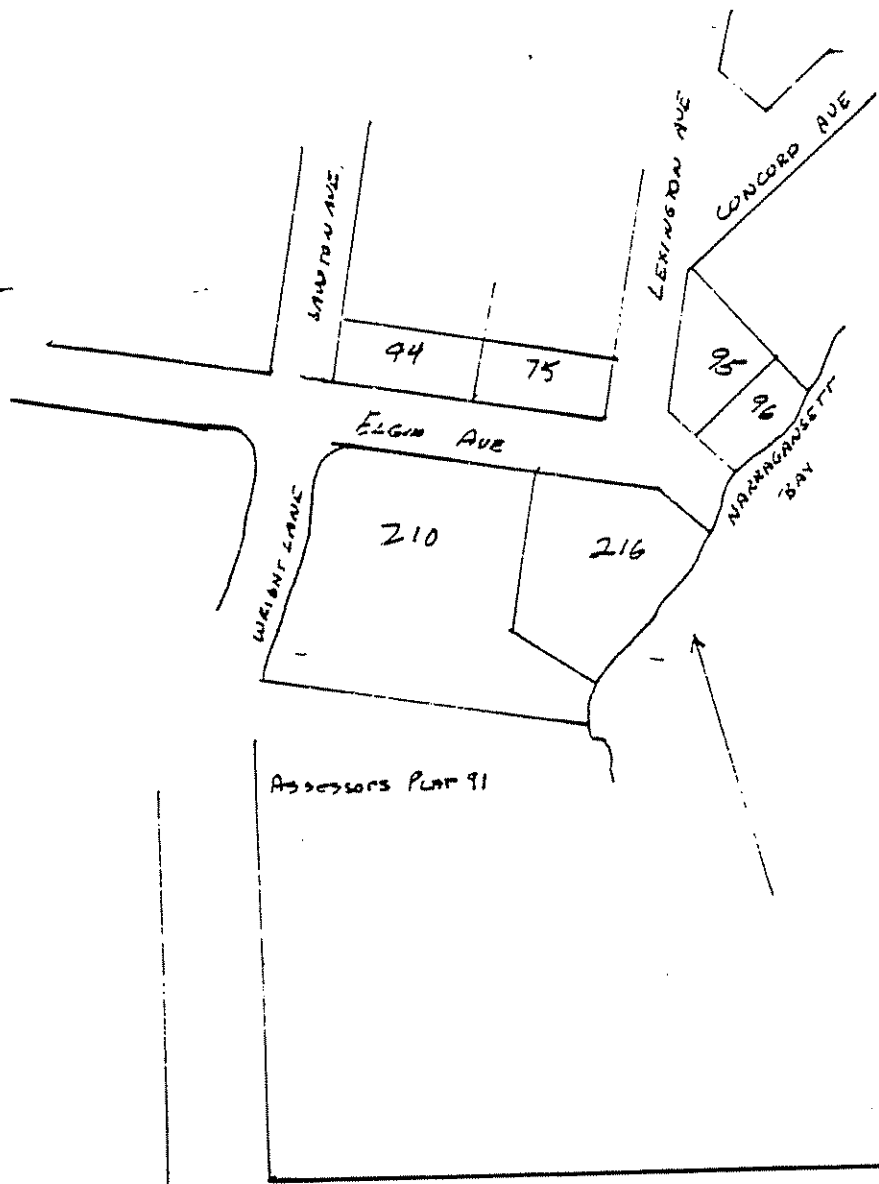 LEXINGTON AVE
CONCORD AVE
94
75
95
96
ELGIN AVE
NARRAGANSETT
BAY
210
216
WRIGHT LANE
ASSESSORS PLAT 91